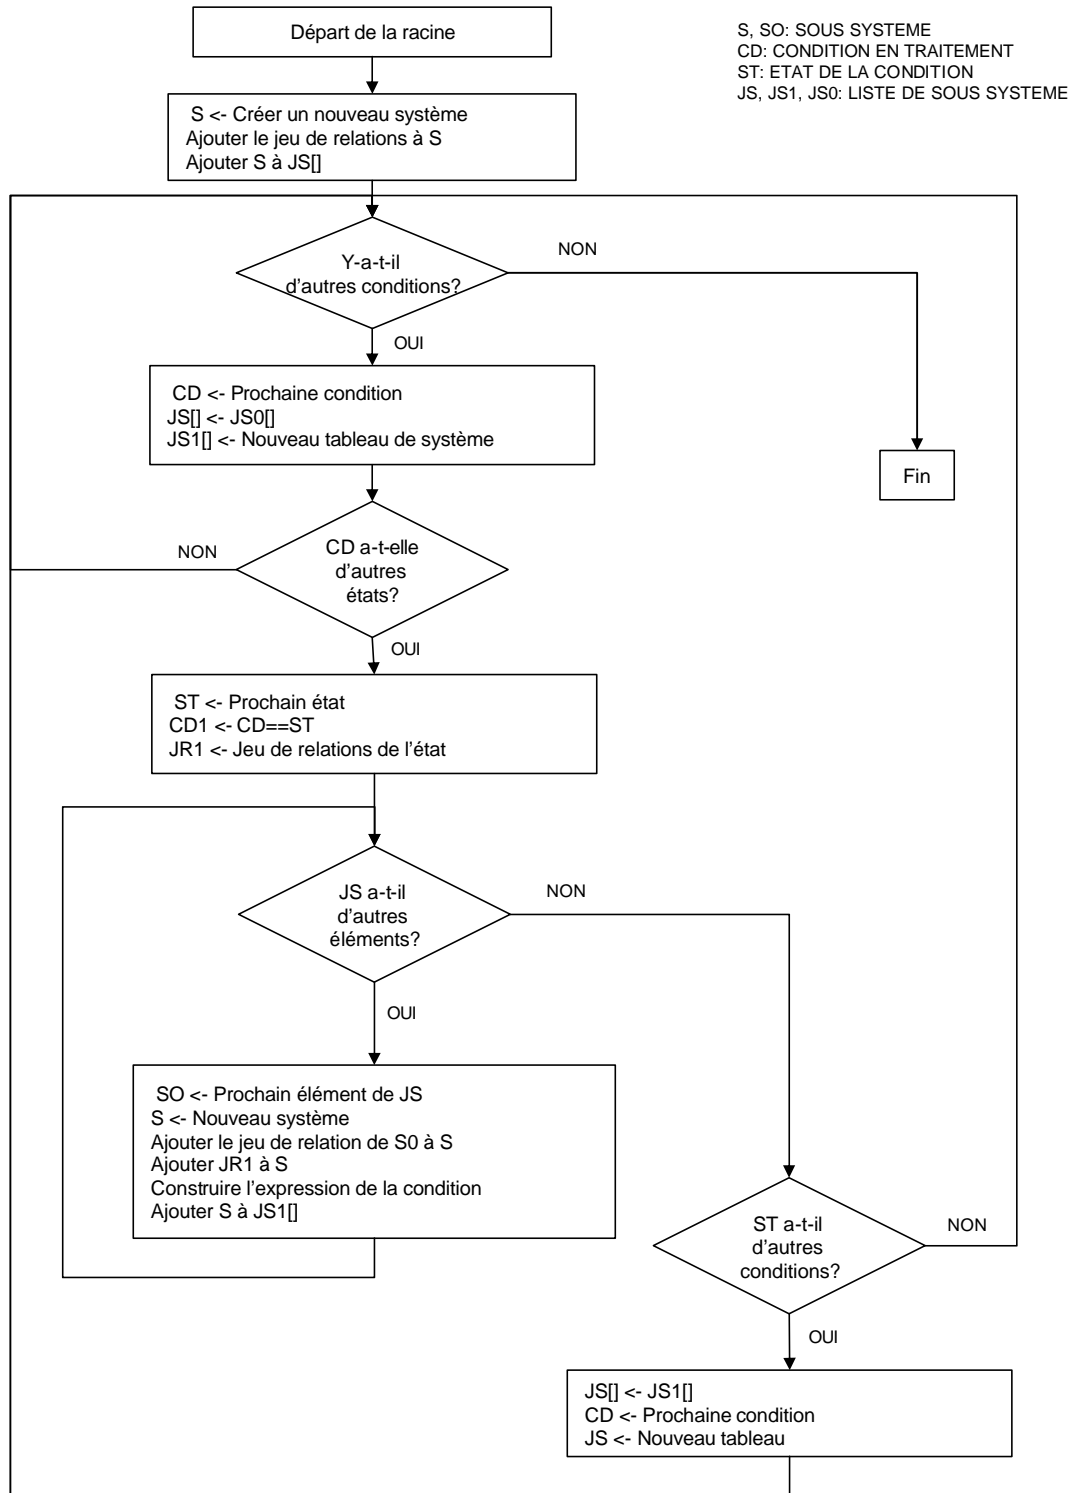 Départ de la racine
S, SO: SOUS SYSTEME
CD: CONDITION EN TRAITEMENT
ST: ETAT DE LA CONDITION
JS, JS1, JS0: LISTE DE SOUS SYSTEME
S <- Créer un nouveau système
Ajouter le jeu de relations à S
Ajouter S à JS[]
Y-a-t-il
d'autres conditions?
NON
OUI
CD <- Prochaine condition
JS[] <- JS0[]
JS1[] <- Nouveau tableau de système
Fin
CD a-t-elle
d'autres
états?
NON
OUI
ST <- Prochain état
CD1 <- CD==ST
JR1 <- Jeu de relations de l'état
JS a-t-il
d'autres
éléments?
NON
OUI
SO <- Prochain élément de JS
S <- Nouveau système
Ajouter le jeu de relation de S0 à S
Ajouter JR1 à S
Construire l'expression de la condition
Ajouter S à JS1[]
ST a-t-il
d'autres
conditions?
NON
OUI
JS[] <- JS1[]
CD <- Prochaine condition
JS <- Nouveau tableau